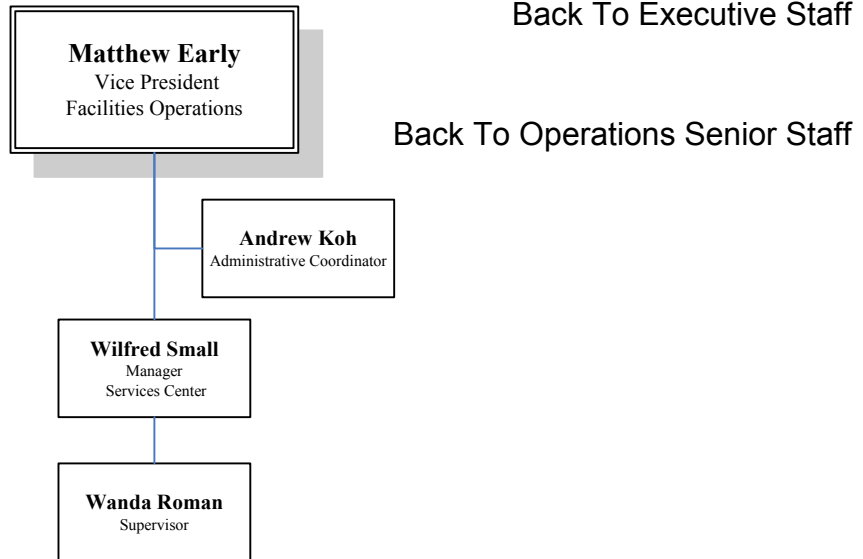 Back To Executive Staff
Matthew Early
Vice President
Facilities Operations
Back To Operations Senior Staff
Andrew Koh
Administrative Coordinator
Wilfred Small
Manager
Services Center
Wanda Roman
Supervisor